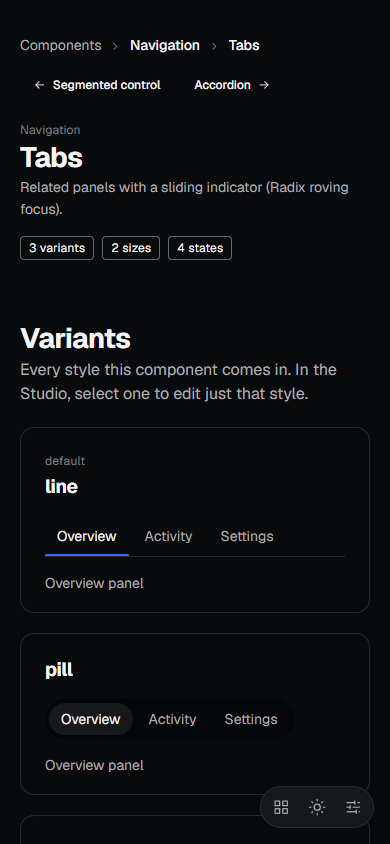 Components > Navigation > Tabs
← Segmented control Accordion →
Navigation
Tabs
Related panels with a sliding indicator (Radix roving
focus).
3 variants 2 sizes 4 states
Variants
Every style this component comes in. In the
Studio, select one to edit just that style.
default
line
Overview Activity Settings
Overview panel
pill
Overview Activity Settings
Overview panel